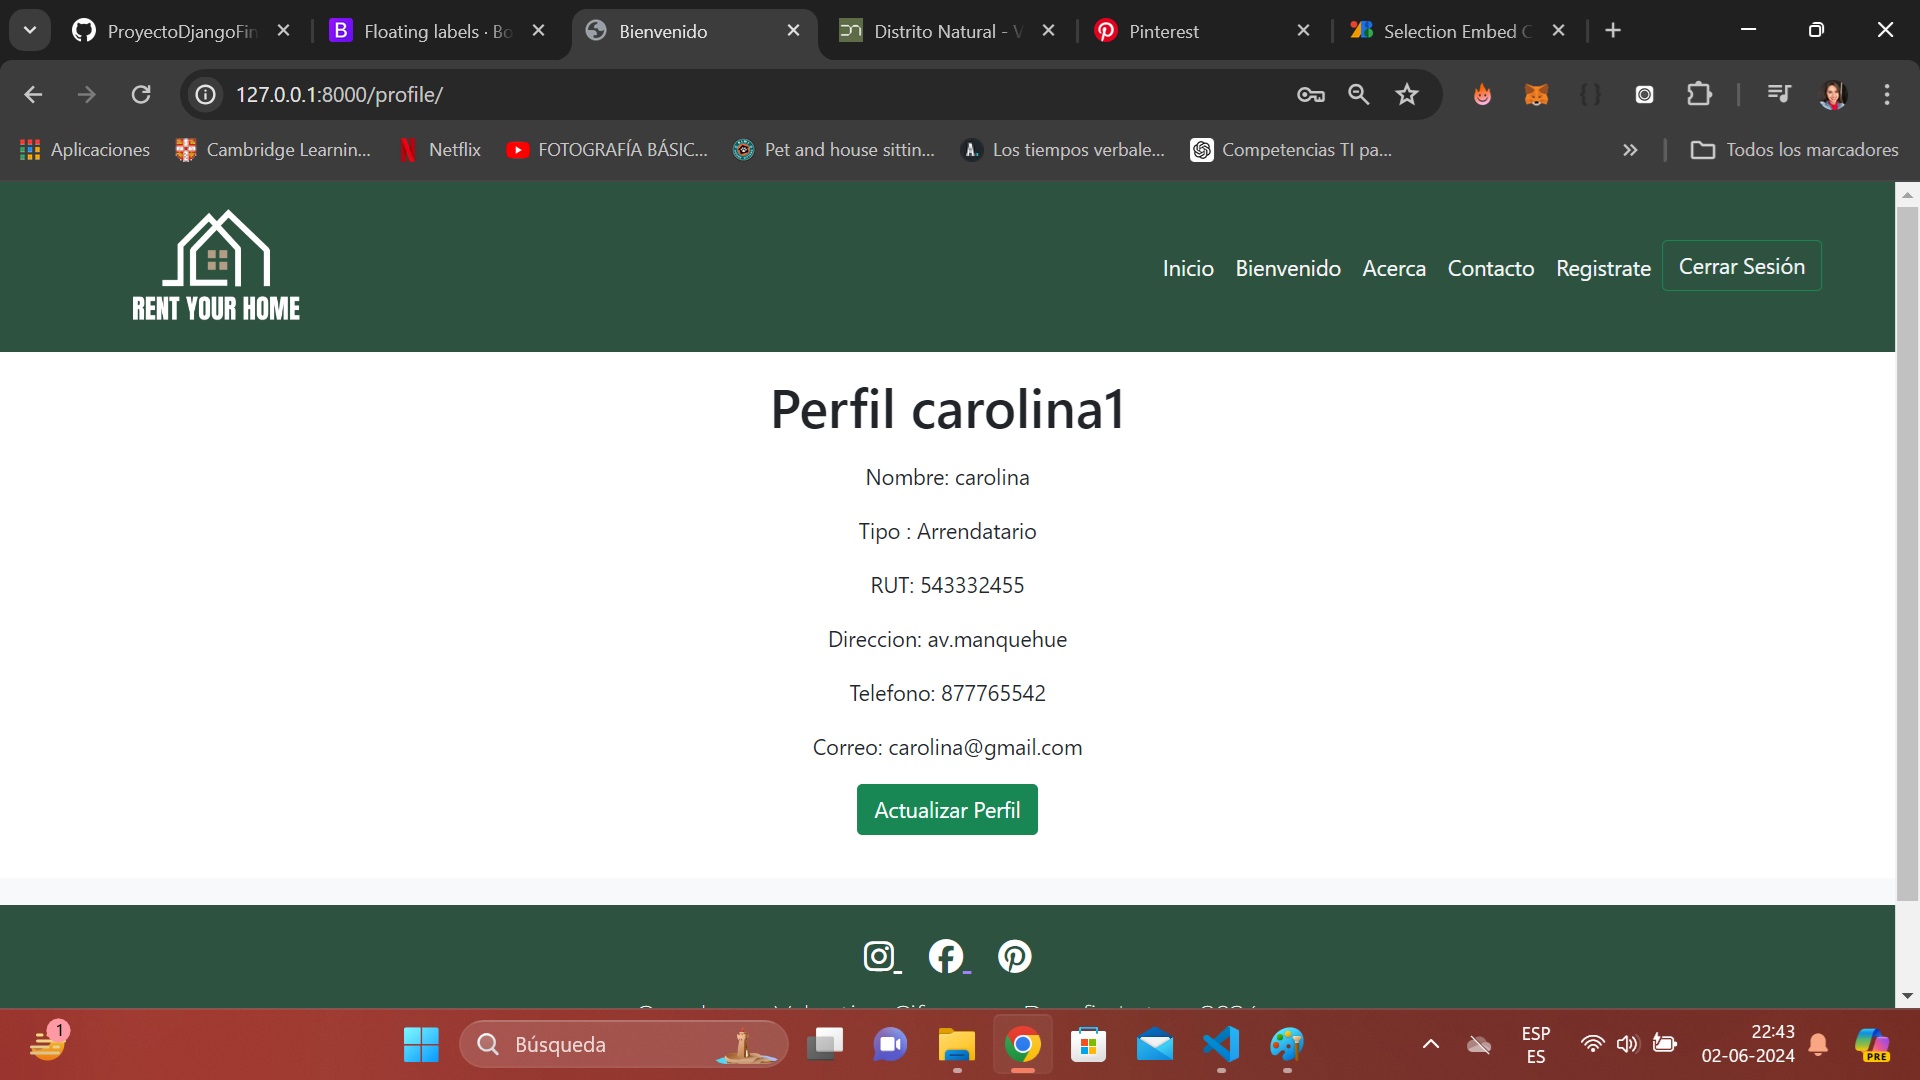 ProyectoDjangoFin
Floating labels · Bo
Bienvenido
Distrito Natural - V
Pinterest
Selection Embed C
127.0.0.1:8000/profile/
Aplicaciones
Cambridge Learnin...
Netflix
FOTOGRAFÍA BÁSIC...
Pet and house sittin...
Los tiempos verbale...
Competencias TI pa...
Todos los marcadores
RENT YOUR HOME
Inicio
Bienvenido
Acerca
Contacto
Registrate
Cerrar Sesión
Perfil carolina1
Nombre: carolina
Tipo : Arrendatario
RUT: 543332455
Direccion: av.manquehue
Telefono: 877765542
Correo: carolina@gmail.com
Actualizar Perfil
1
Búsqueda
ESP
ES
22:43
02-06-2024
PRE